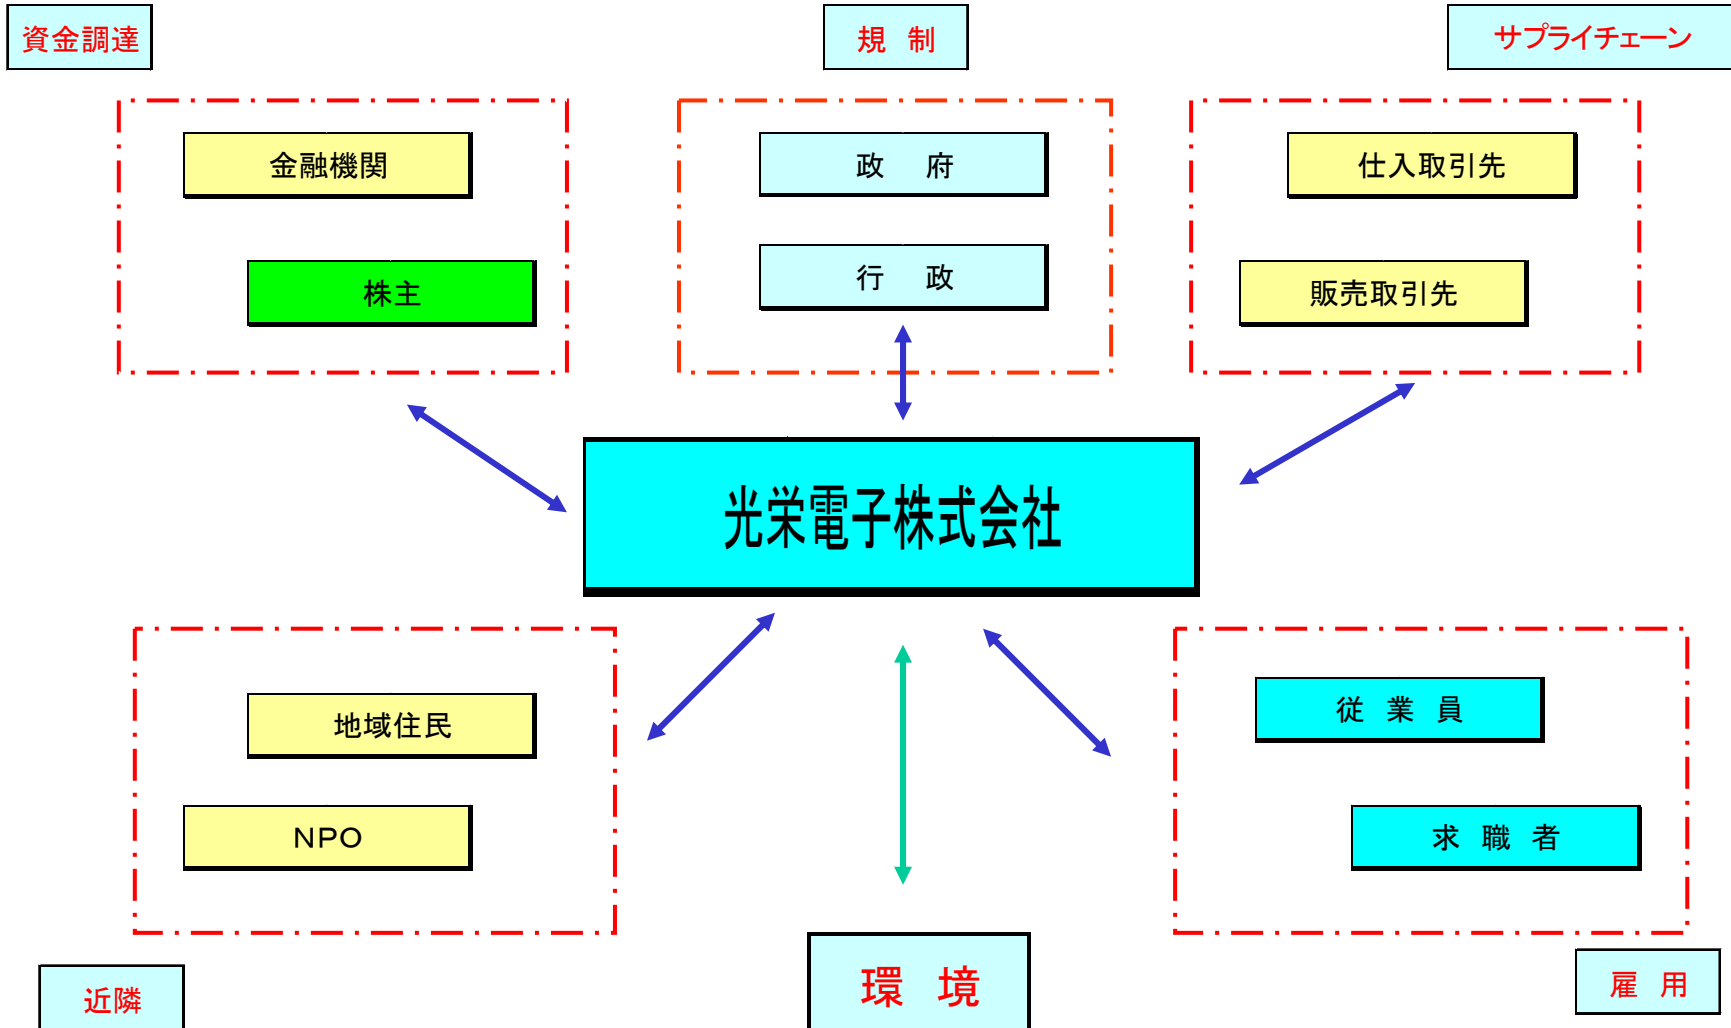 資金調達
規 制
サプライチェーン
金融機関
政 府
仕入取引先
株主
行 政
販売取引先
光栄電子株式会社
地域住民
従 業 員
NPO
求 職 者
近隣
環 境
雇 用